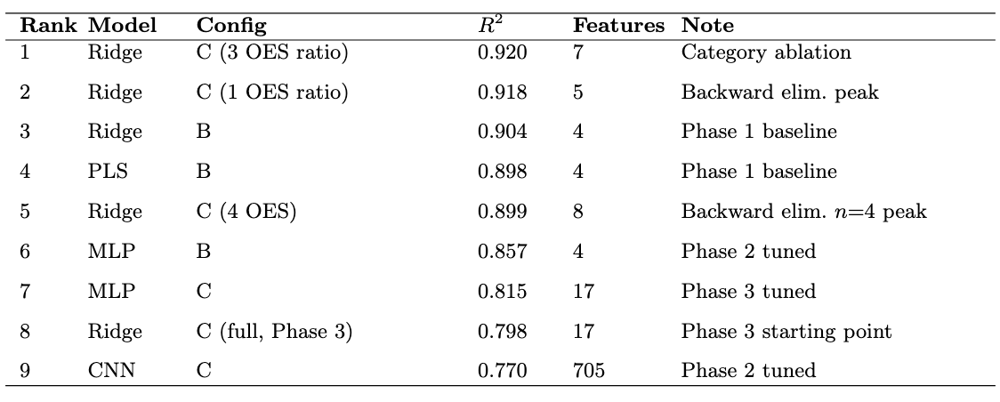 Rank Model Config R² Features Note
1 Ridge C (3 OES ratio) 0.920 7 Category ablation
2 Ridge C (1 OES ratio) 0.918 5 Backward elim. peak
3 Ridge B 0.904 4 Phase 1 baseline
4 PLS B 0.898 4 Phase 1 baseline
5 Ridge C (4 OES) 0.899 8 Backward elim. n=4 peak
6 MLP B 0.857 4 Phase 2 tuned
7 MLP C 0.815 17 Phase 3 tuned
8 Ridge C (full, Phase 3) 0.798 17 Phase 3 starting point
9 CNN C 0.770 705 Phase 2 tuned